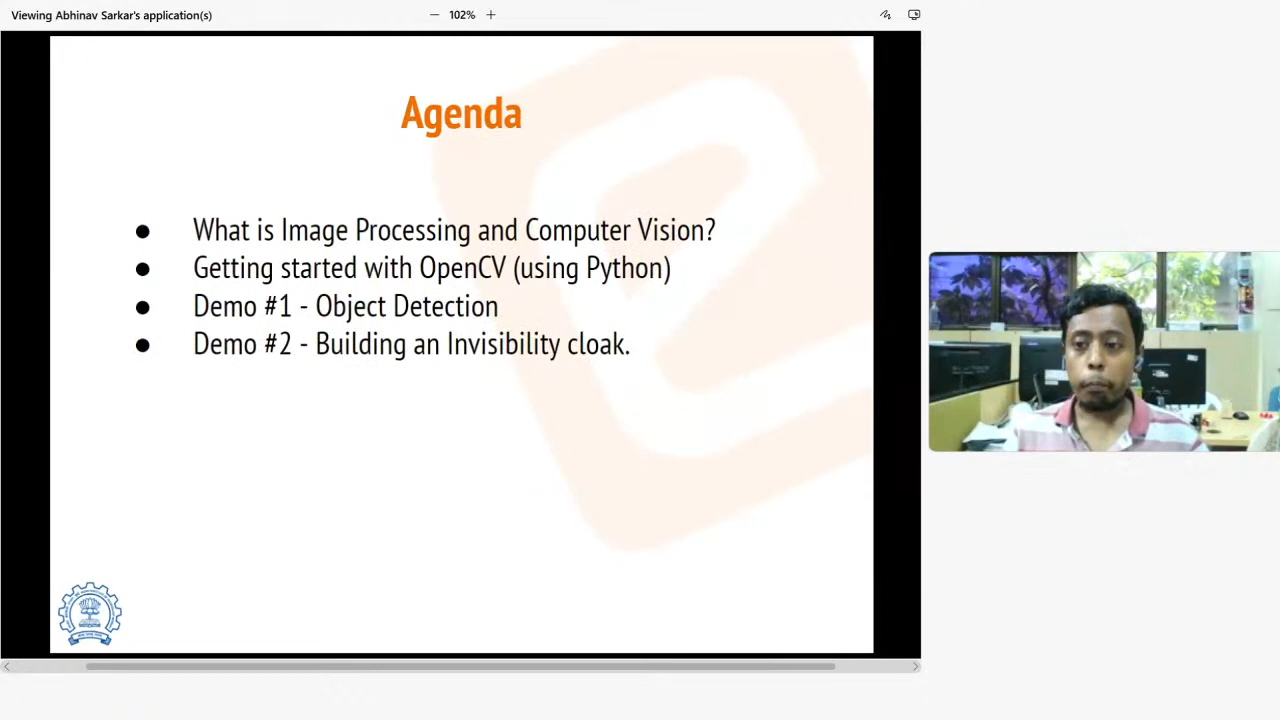 Viewing Abhinav Sarkar's application(s)
102%
Agenda
What is Image Processing and Computer Vision?
Getting started with OpenCV (using Python)
Demo #1 - Object Detection
Demo #2 - Building an Invisibility cloak.